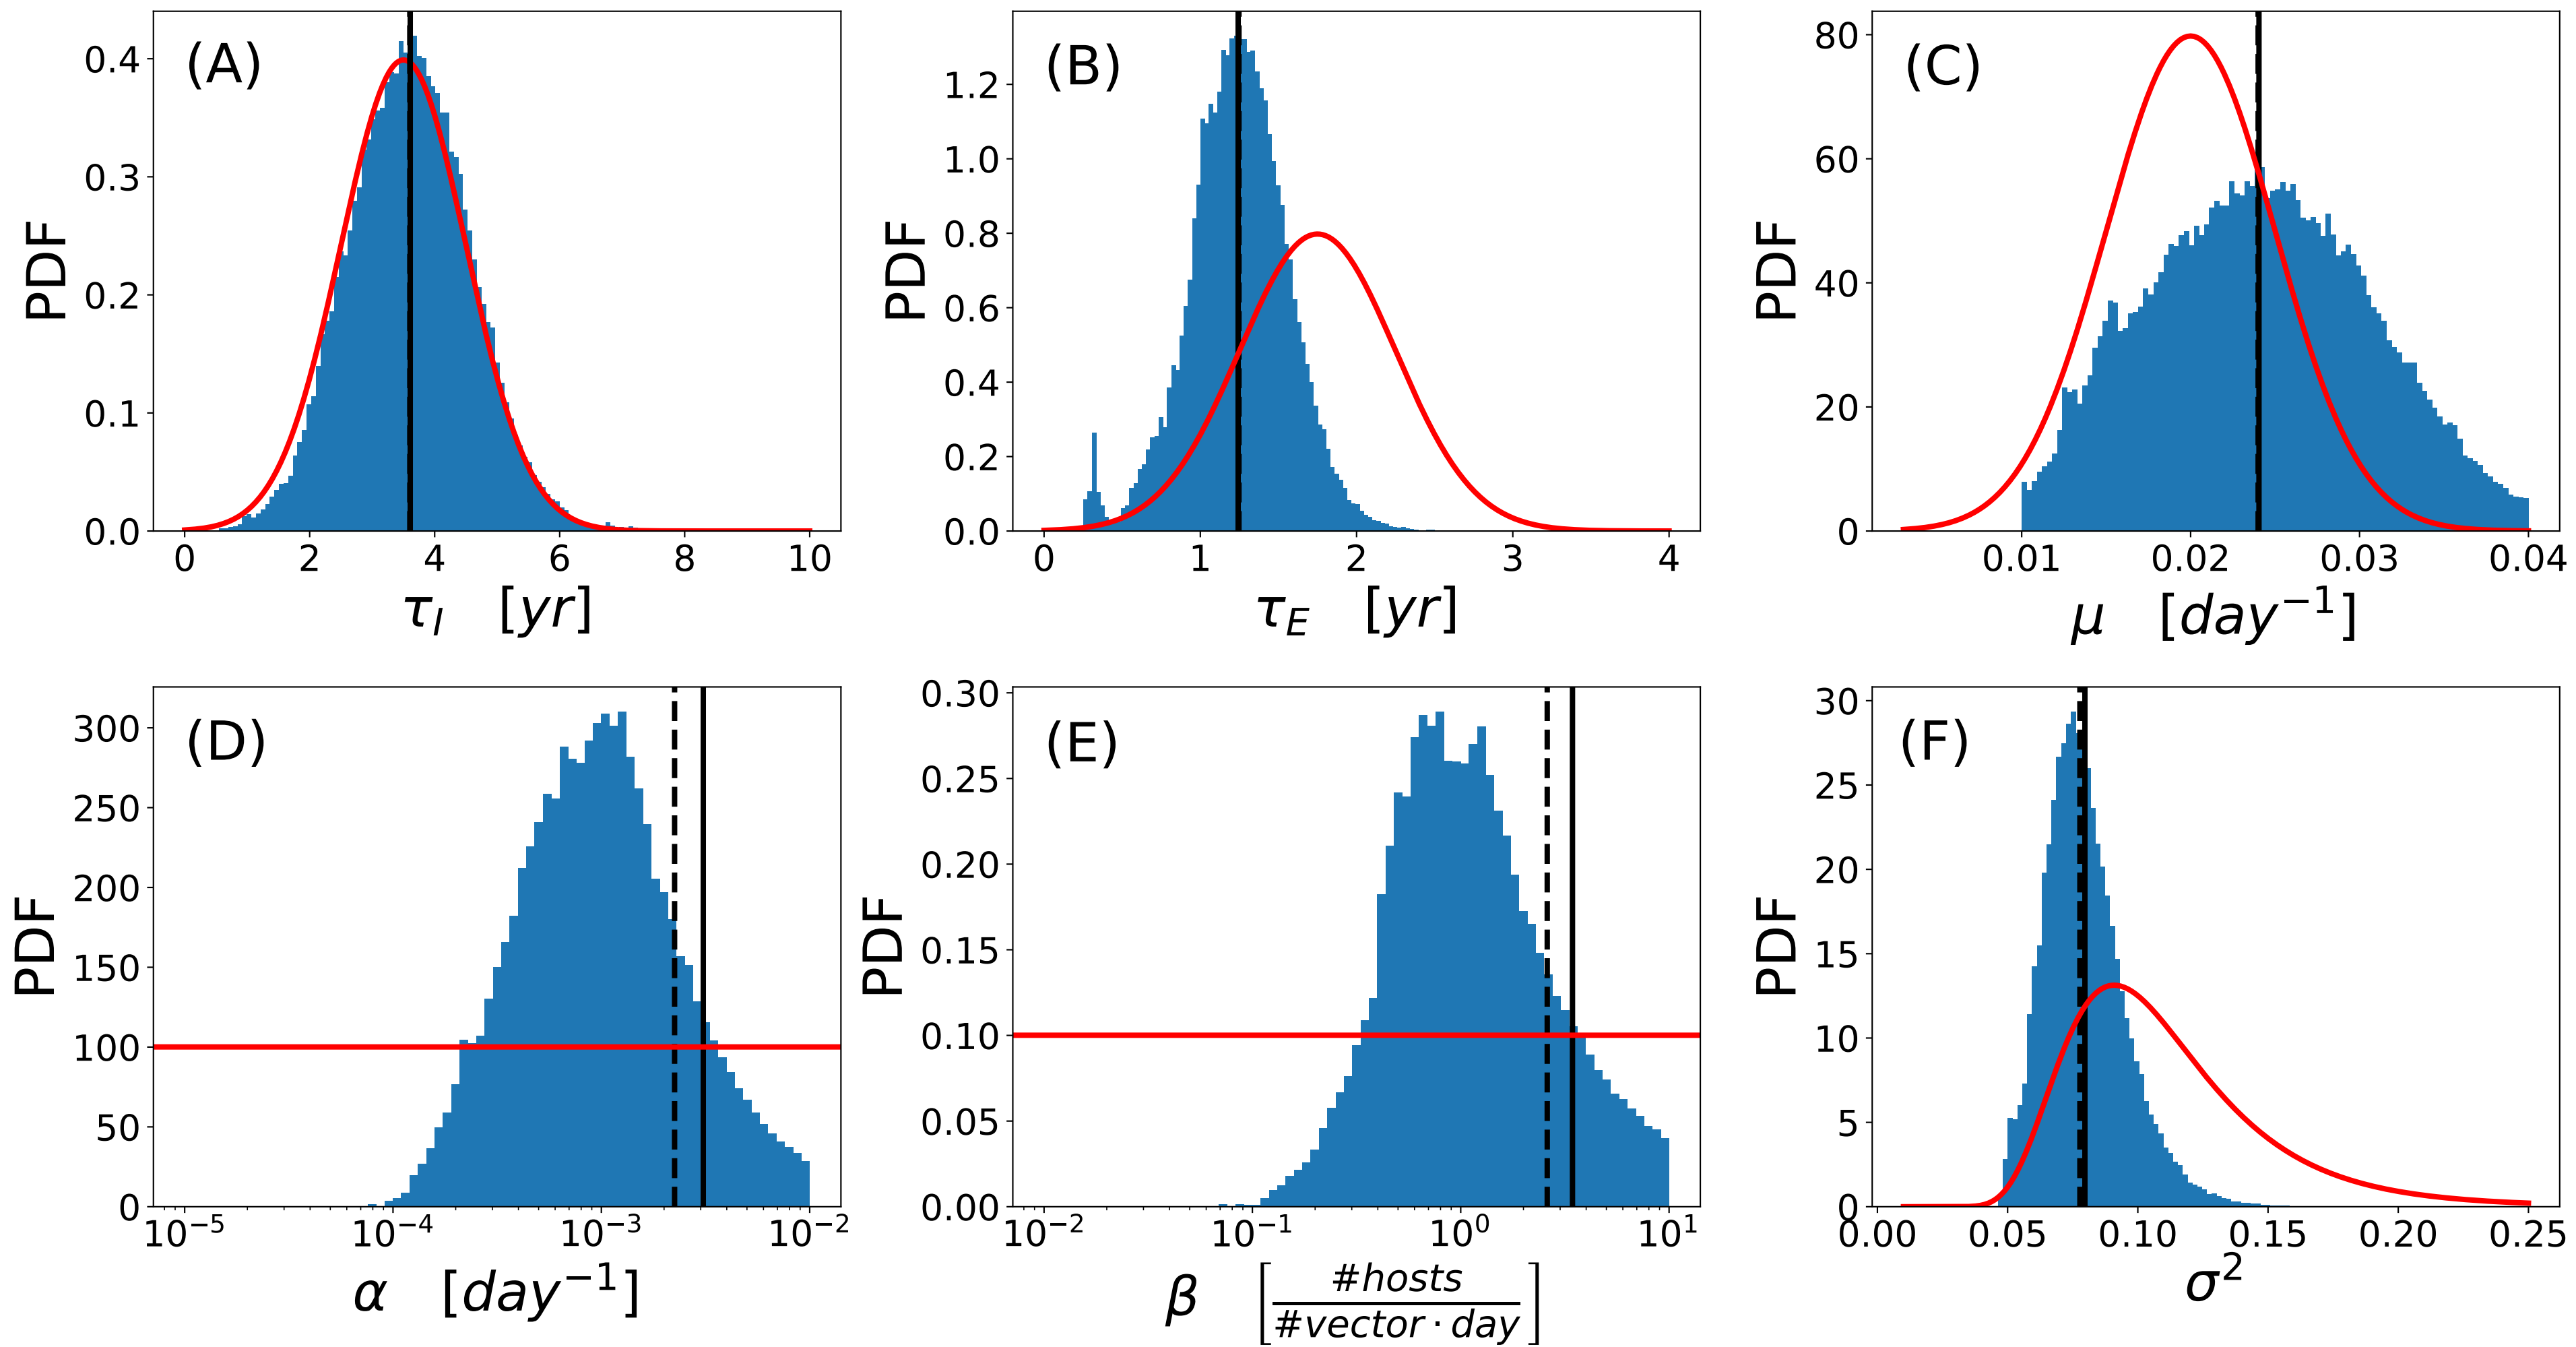 (A)
PDF
0.4
0.3
0.2
0.1
0.0
0 2 4 6 8 10
τ_I [yr]
(B)
PDF
1.2
1.0
0.8
0.6
0.4
0.2
0.0
0 1 2 3 4
τ_E [yr]
(C)
PDF
80
60
40
20
0
0.01 0.02 0.03 0.04
μ [day⁻¹]
(D)
PDF
300
250
200
150
100
50
0
10⁻⁵ 10⁻⁴ 10⁻³ 10⁻²
α [day⁻¹]
(E)
PDF
0.30
0.25
0.20
0.15
0.10
0.05
0.00
10⁻² 10⁻¹ 10⁰ 10¹
β [#hosts
#vector · day]
(F)
PDF
30
25
20
15
10
5
0
0.00 0.05 0.10 0.15 0.20 0.25
σ²